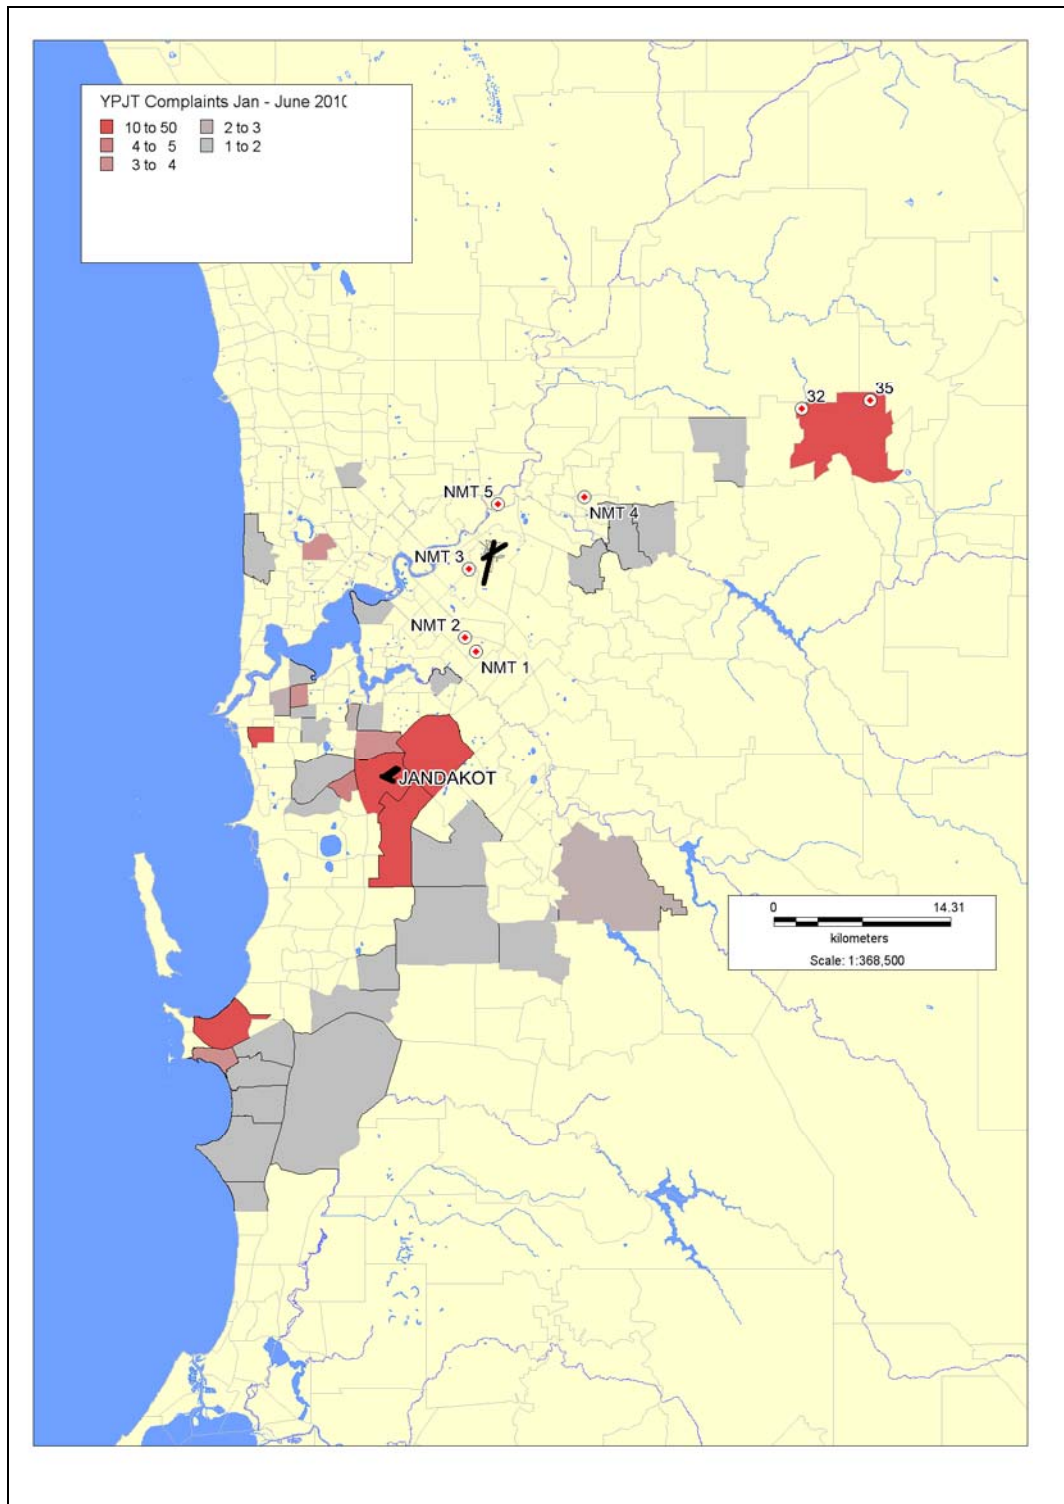 YPJT Complaints Jan - June 2010
10 to 50
2 to 3
4 to 5
1 to 2
3 to 4
35
32
NMT 5
NMT 4
NMT 3
NMT 2
NMT 1
JANDAKOT
0 14.31
kilometers
Scale: 1:368,500